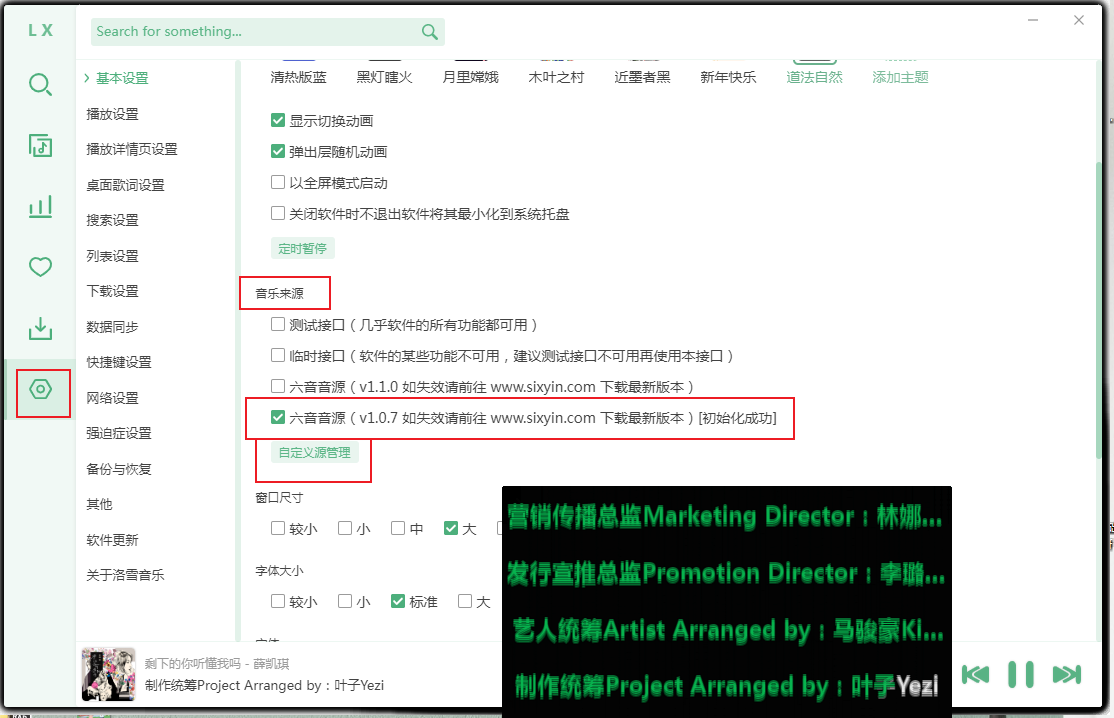 LX
Search for something...
基本设置
播放设置
播放详情页设置
桌面歌词设置
搜索设置
列表设置
下载设置
数据同步
快捷键设置
网络设置
强迫症设置
备份与恢复
其他
软件更新
关于洛雪音乐
清热版蓝 黑灯瞎火 月里嫦娥 木叶之村 近墨者黑 新年快乐 道法自然 添加主题
显示切换动画
弹出层随机动画
以全屏模式启动
关闭软件时不退出软件将其最小化到系统托盘
定时暂停
音乐来源
测试接口（几乎软件的所有功能都可用）
临时接口（软件的某些功能不可用，建议测试接口不可用再使用本接口）
六音音源（v1.1.0 如失效请前往 www.sixyin.com 下载最新版本）
六音音源（v1.0.7 如失效请前往 www.sixyin.com 下载最新版本）[初始化成功]
自定义源管理
窗口尺寸
较小 小 中 大
字体大小
较小 小 标准 大
营销传播总监Marketing Director：林娜...
发行宣推总监Promotion Director：李璐...
艺人统筹Artist Arranged by：马骏豪Ki...
制作统筹Project Arranged by：叶子Yezi
剩下的你听懂我吗 - 薛凯琪
制作统筹Project Arranged by：叶子Yezi